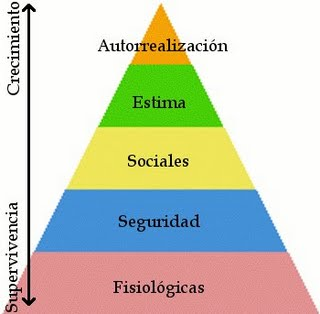 Crecimiento
Supervivencia
Autorrealización
Estima
Sociales
Seguridad
Fisiológicas